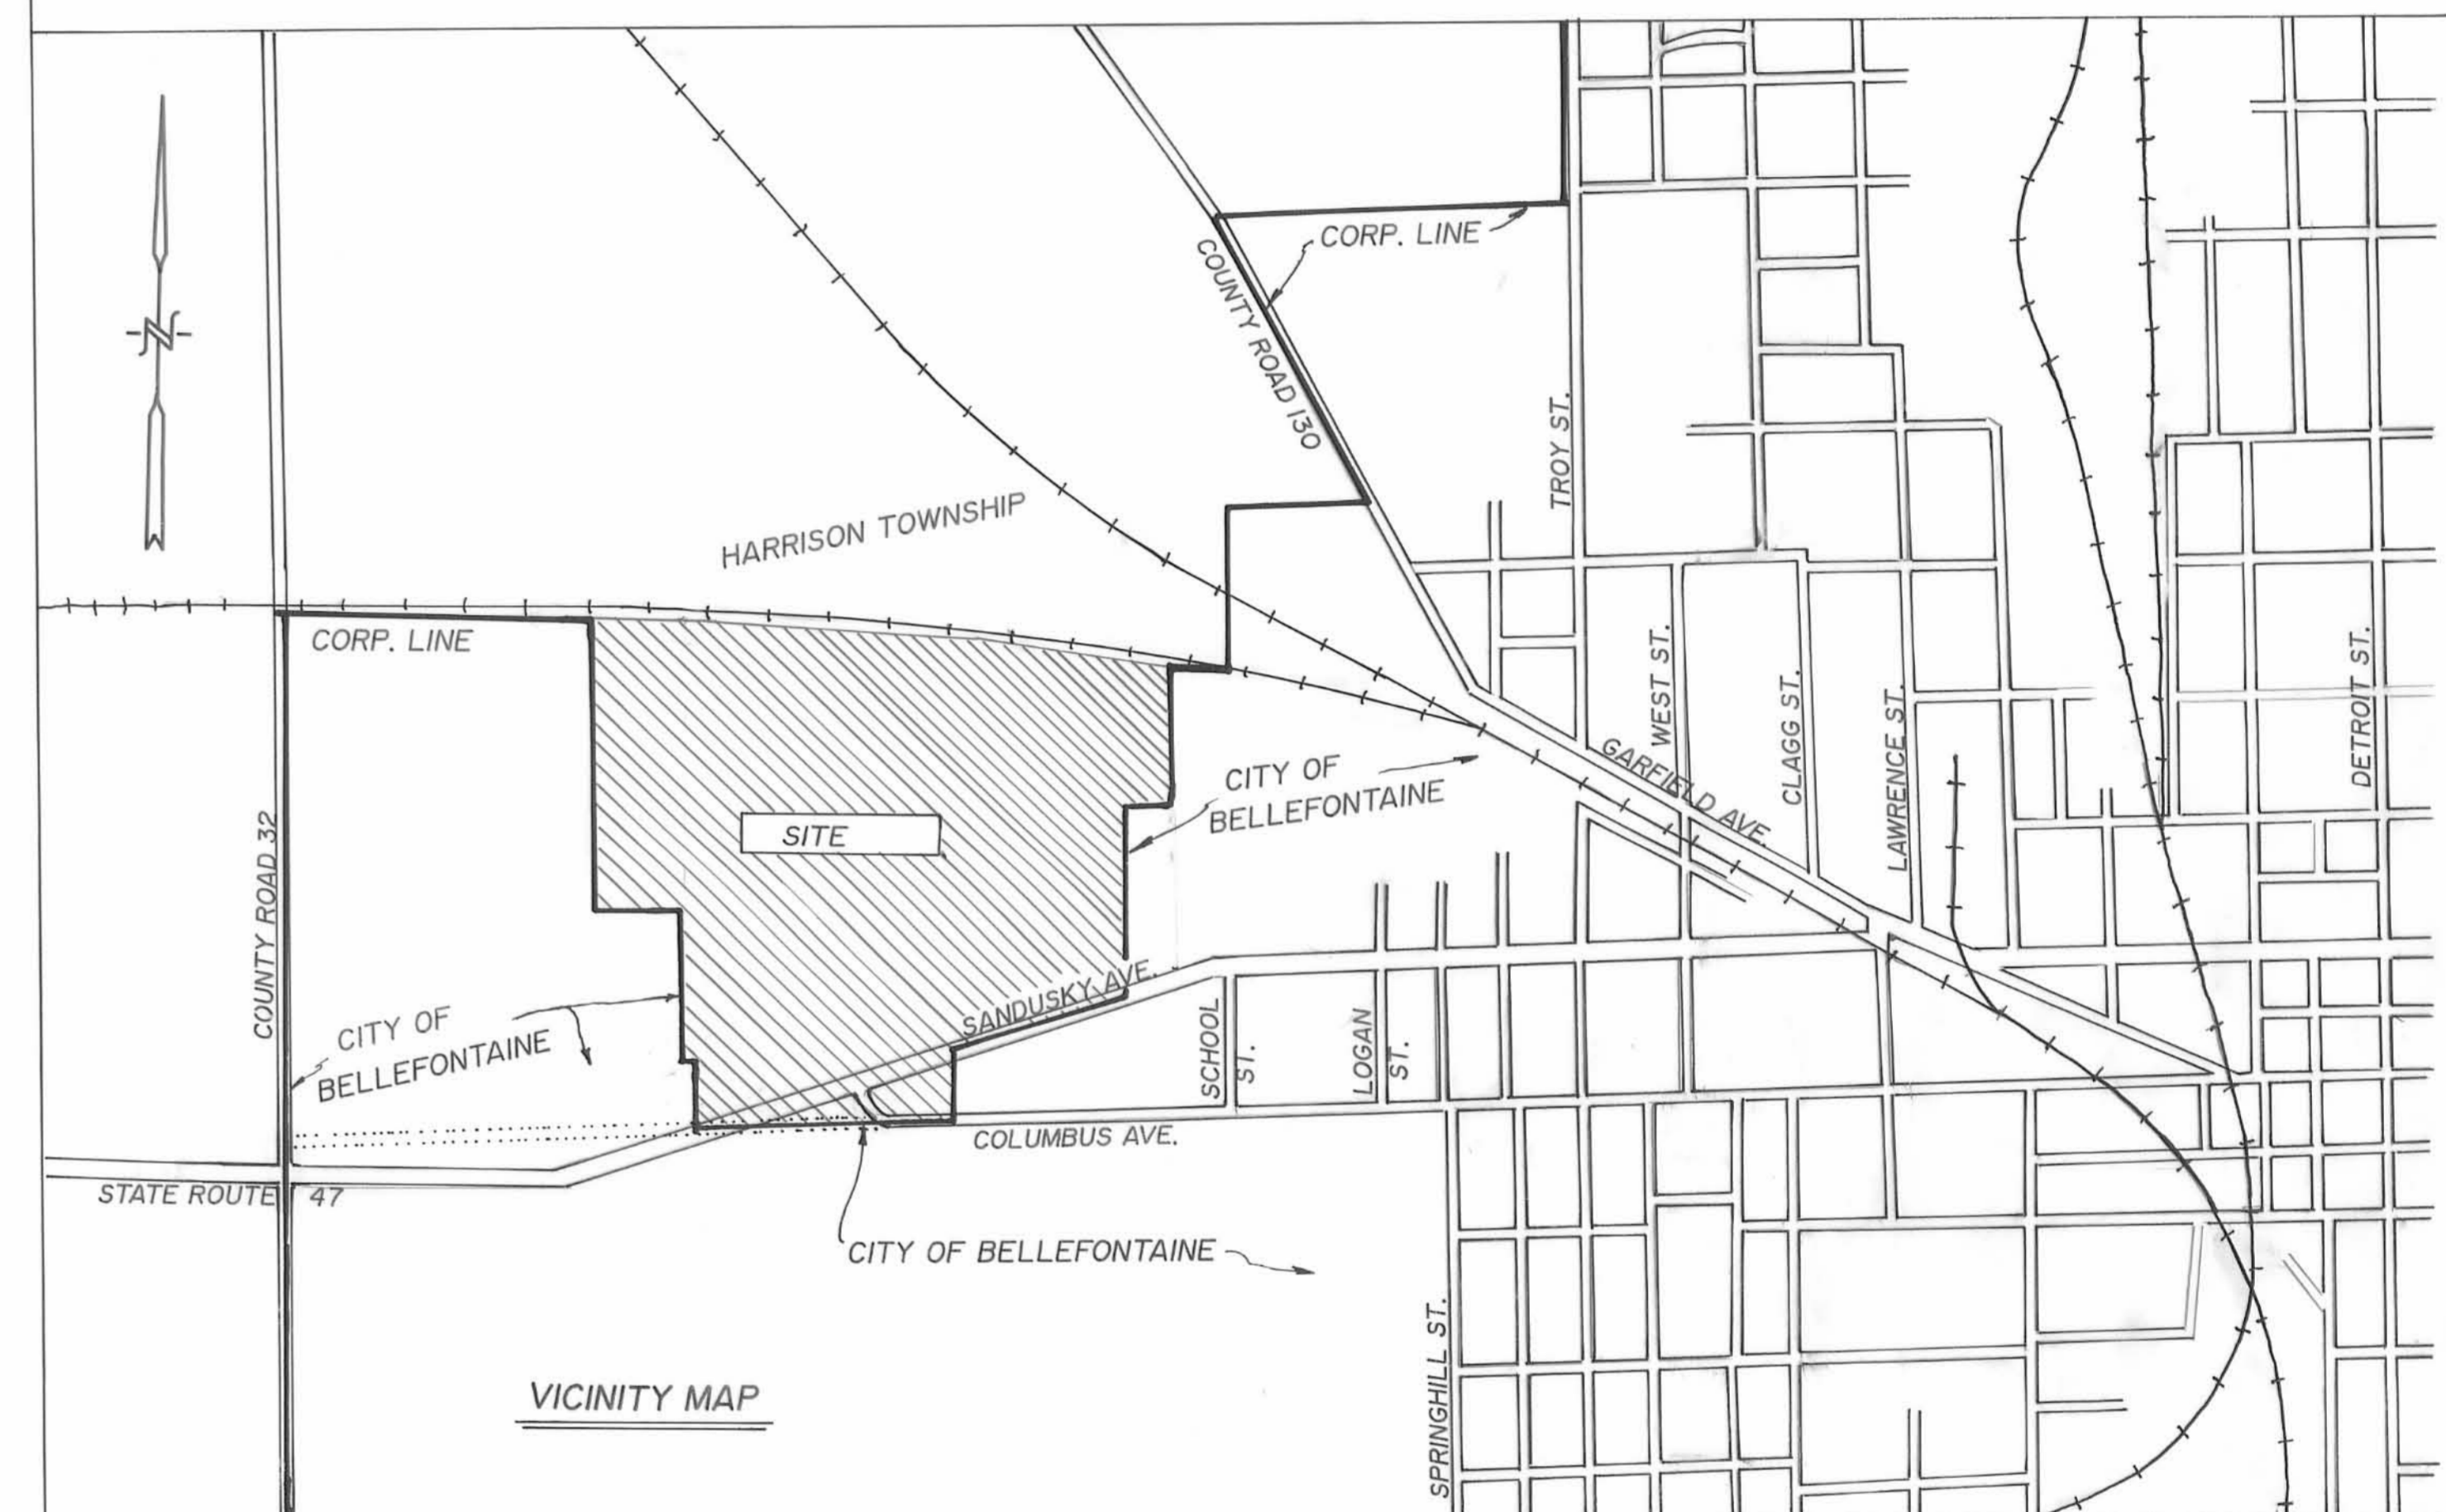 N
CORP. LINE
COUNTY ROAD 130
TROY ST.
HARRISON TOWNSHIP
CORP. LINE
WEST ST.
CLAGG ST.
LAWRENCE ST.
DETROIT ST.
GARFIELD AVE.
CITY OF
BELLEFONTAINE
SITE
COUNTY ROAD 32
SANDUSKY AVE.
CITY OF
BELLEFONTAINE
SCHOOL
ST.
LOGAN
ST.
COLUMBUS AVE.
STATE ROUTE 47
CITY OF BELLEFONTAINE
SPRINGHILL ST.
VICINITY MAP